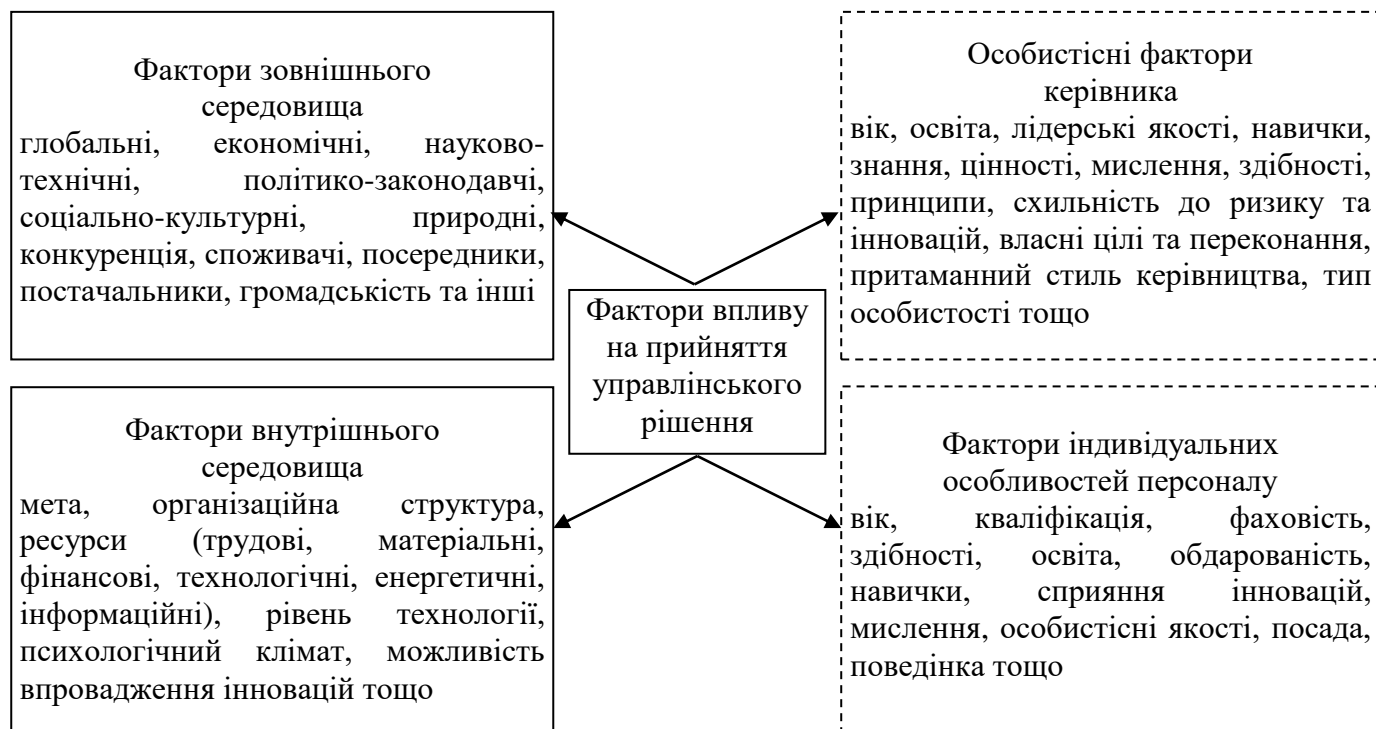 Фактори зовнішнього
середовища
глобальні, економічні, науково-
технічні, політико-законодавчі,
соціально-культурні, природні,
конкуренція, споживачі, посередники,
постачальники, громадськість та інші
Особистісні фактори
керівника
вік, освіта, лідерські якості, навички,
знання, цінності, мислення, здібності,
принципи, схильність до ризику та
інновацій, власні цілі та переконання,
притаманний стиль керівництва, тип
особистості тощо
Фактори впливу
на прийняття
управлінського
рішення
Фактори внутрішнього
середовища
мета, організаційна структура,
ресурси (трудові, матеріальні,
фінансові, технологічні, енергетичні,
інформаційні), рівень технології,
психологічний клімат, можливість
впровадження інновацій тощо
Фактори індивідуальних
особливостей персоналу
вік, кваліфікація, фаховість,
здібності, освіта, обдарованість,
навички, сприяння інновацій,
мислення, особистісні якості, посада,
поведінка тощо